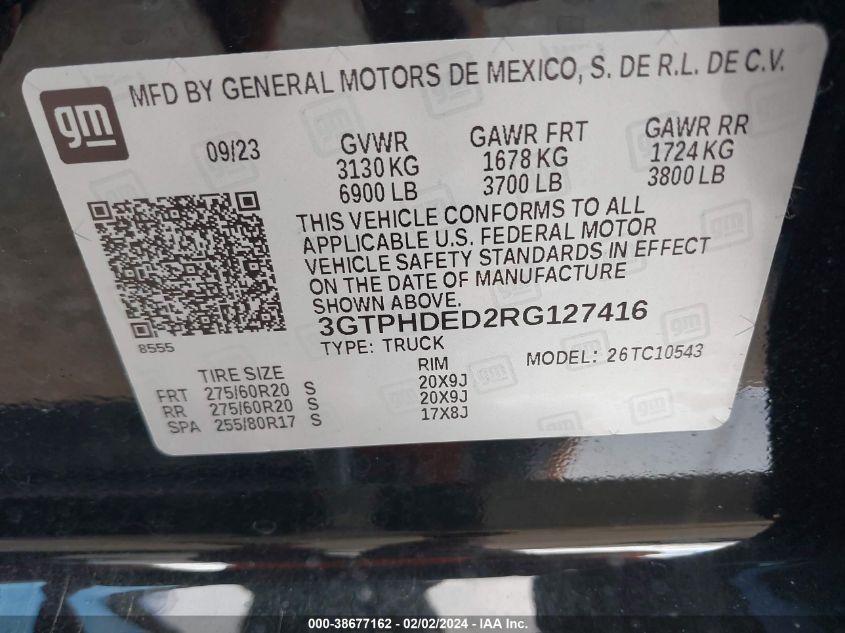 gm
MFD BY GENERAL MOTORS DE MEXICO, S. DE R.L. DE C.V.
09/23
GVWR
3130 KG
6900 LB
GAWR FRT
1678 KG
3700 LB
GAWR RR
1724 KG
3800 LB
THIS VEHICLE CONFORMS TO ALL
APPLICABLE U.S. FEDERAL MOTOR
VEHICLE SAFETY STANDARDS IN EFFECT
ON THE DATE OF MANUFACTURE
SHOWN ABOVE.
3GTPHDED2RG127416
8555
TYPE: TRUCK
MODEL: 26TC10543
TIRE SIZE RIM
FRT 275/60R20 S 20X9J
RR 275/60R20 S 20X9J
SPA 255/80R17 S 17X8J
000-38677162 - 02/02/2024 - IAA Inc.